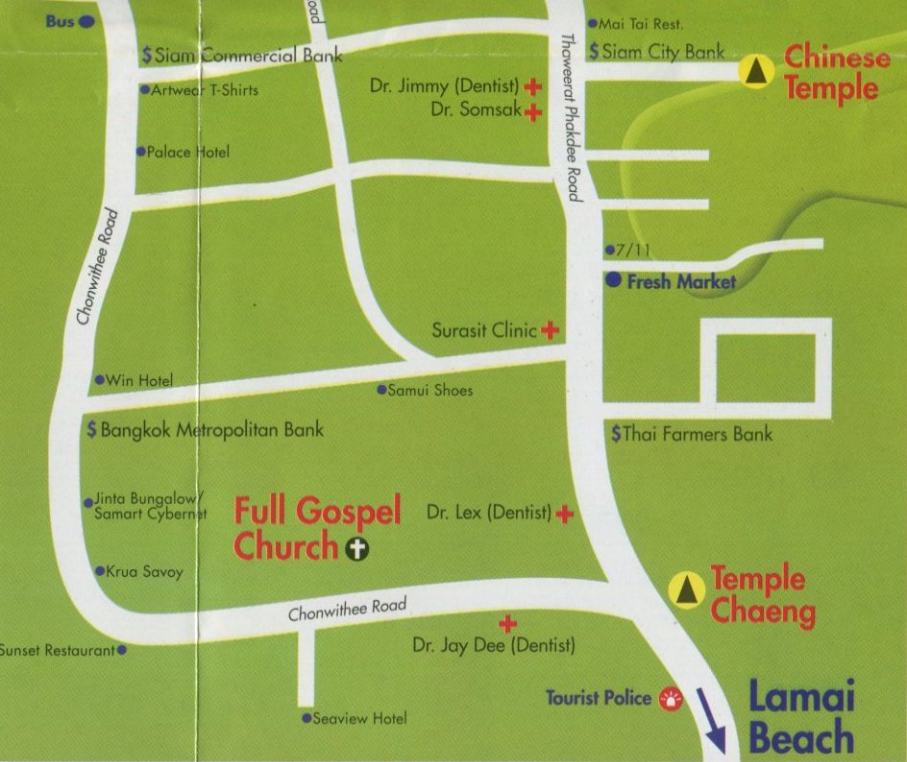 oad
Bus
Mai Tai Rest.
$ Siam Commercial Bank
$ Siam City Bank
Chinese
Temple
Artwear T-Shirts
Dr. Jimmy (Dentist)
Dr. Somsak
Thaweerat Phakdee Road
Palace Hotel
Chonwithee Road
7/11
Fresh Market
Surasit Clinic
Win Hotel
Samui Shoes
$ Bangkok Metropolitan Bank
$ Thai Farmers Bank
Jinta Bungalow/
Samart Cybernet
Full Gospel
Church
Dr. Lex (Dentist)
Krua Savoy
Temple
Chaeng
Chonwithee Road
Sunset Restaurant
Dr. Jay Dee (Dentist)
Tourist Police
Lamai
Beach
Seaview Hotel